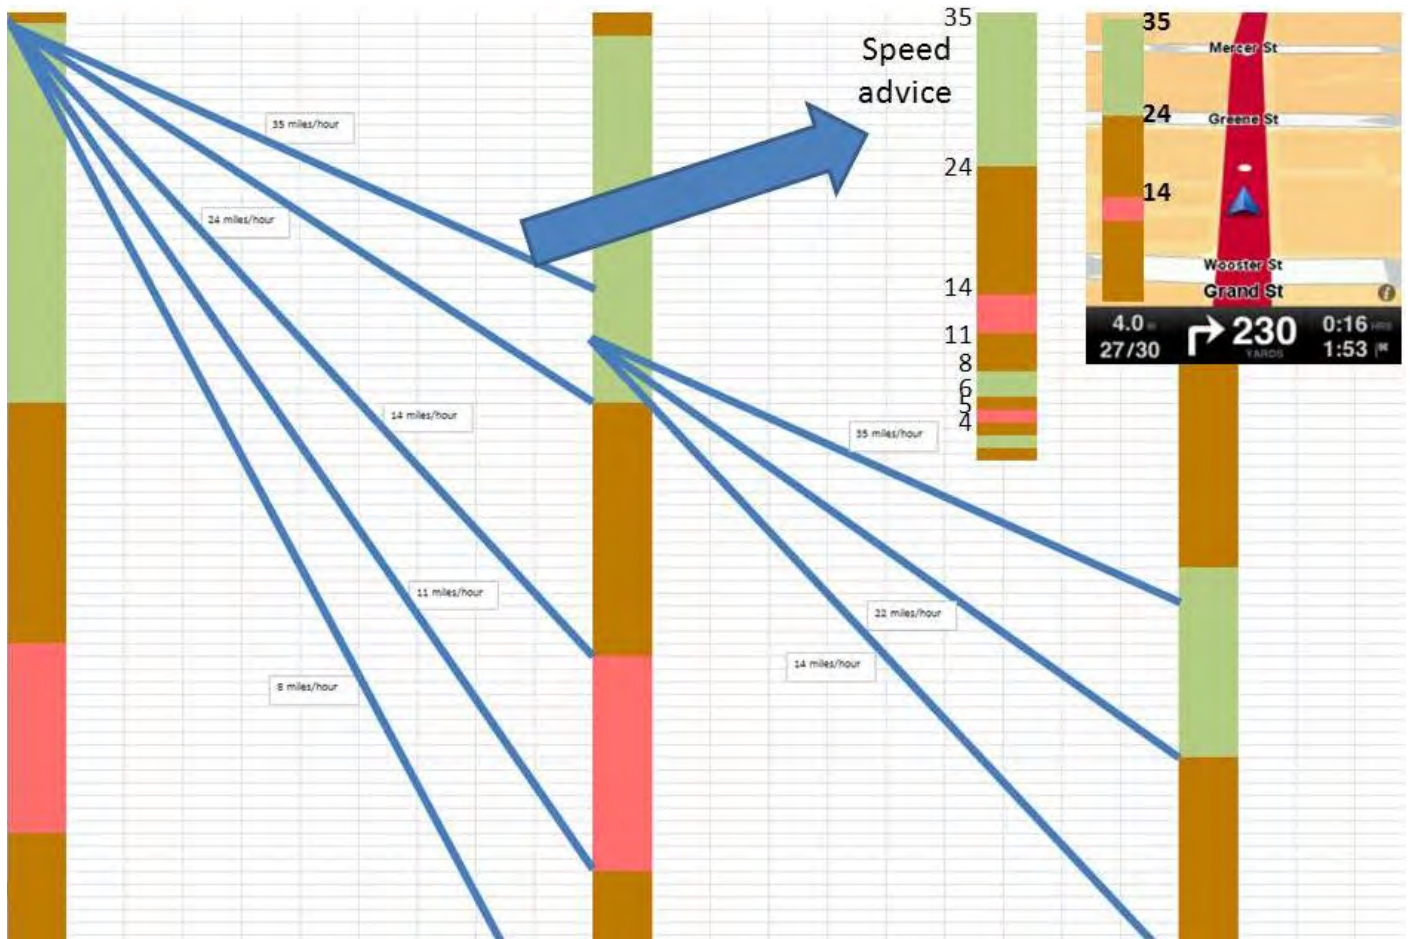 35 miles/hour
24 miles/hour
14 miles/hour
11 miles/hour
8 miles/hour
35 miles/hour
22 miles/hour
14 miles/hour
Speed
advice
35
24
14
11
8
6
5
4
35
24
14
Mercer St
Greene St
Wooster St
Grand St
4.0
27/30
230
YARDS
0:16 HRS
1:53